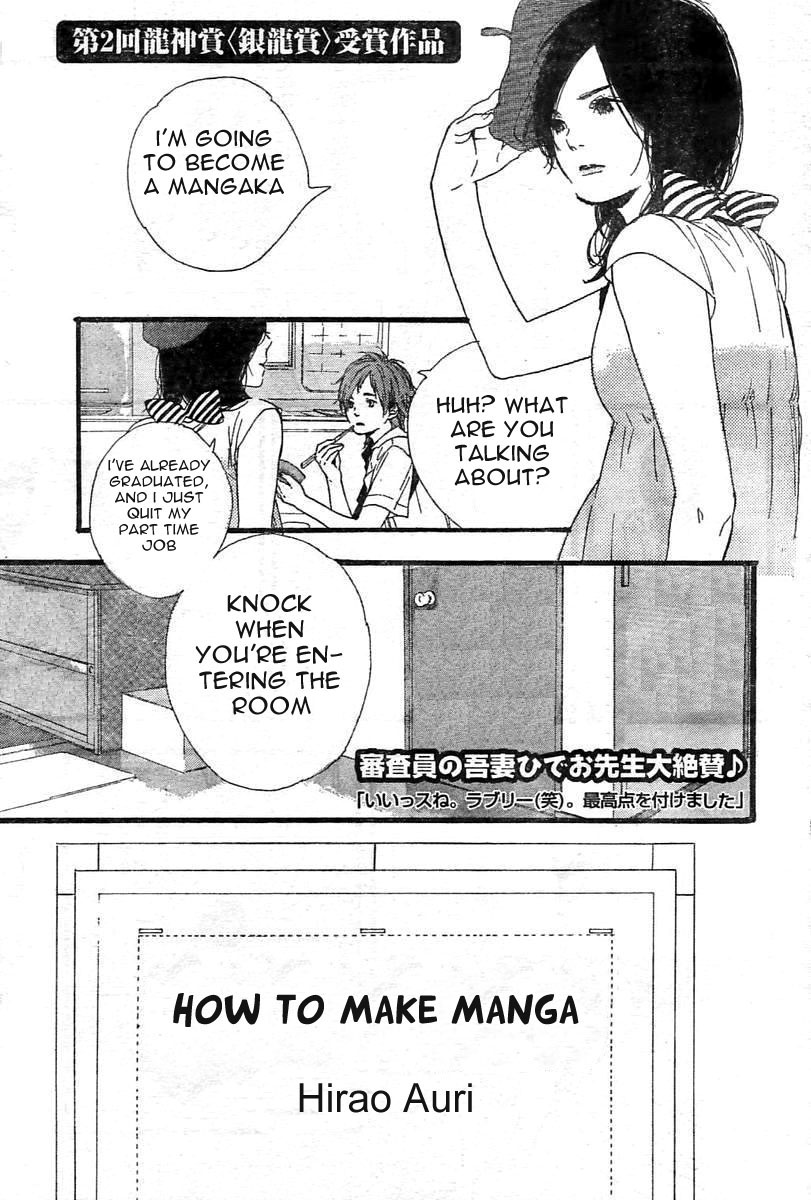 第2回龍神賞〈銀龍賞〉受賞作品
I'M GOING
TO BECOME
A MANGAKA
HUH? WHAT
ARE YOU
TALKING
ABOUT?
I'VE ALREADY
GRADUATED,
AND I JUST
QUIT MY
PART TIME
JOB
KNOCK
WHEN
YOU'RE EN-
TERING THE
ROOM
審査員の吾妻ひでお先生大絶賛♪
「いいっスね。ラブリー(笑)。最高点を付けました」
HOW TO MAKE MANGA
Hirao Auri